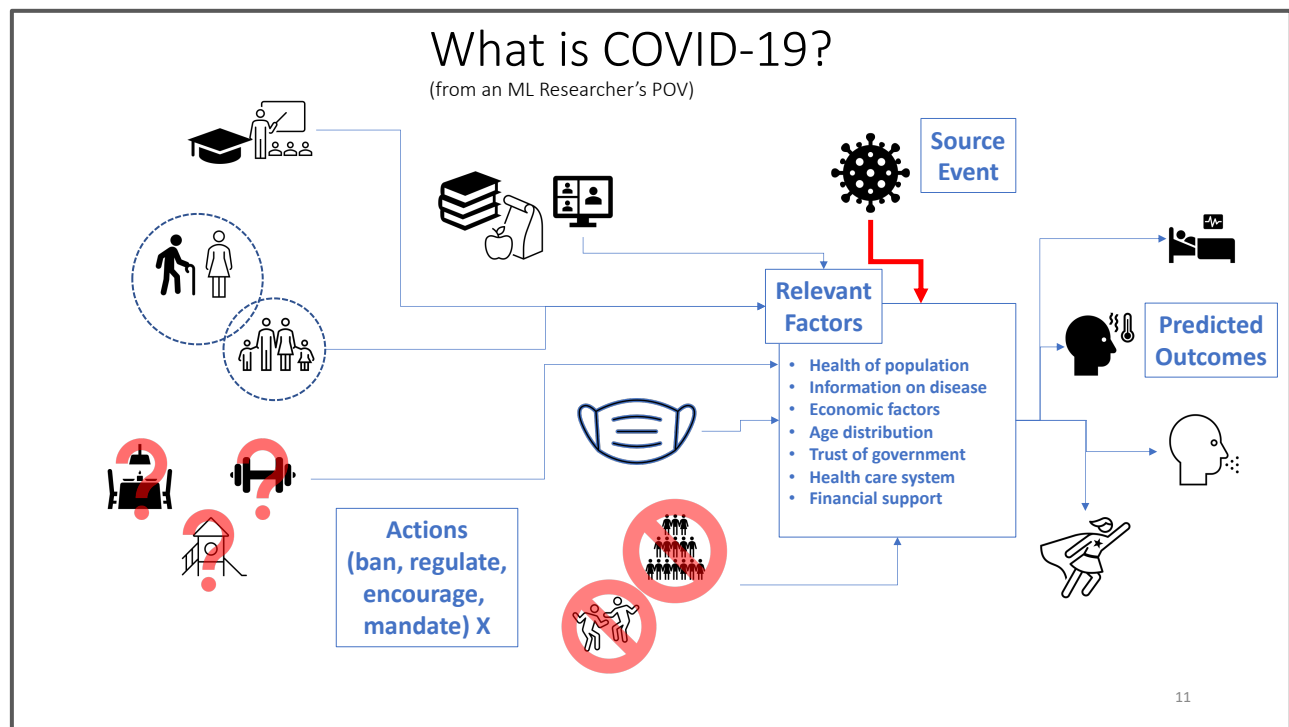 What is COVID-19?
(from an ML Researcher's POV)
Source
Event
Relevant
Factors
• Health of population
• Information on disease
• Economic factors
• Age distribution
• Trust of government
• Health care system
• Financial support
Predicted
Outcomes
?
?
?
Actions
(ban, regulate,
encourage,
mandate) X
11